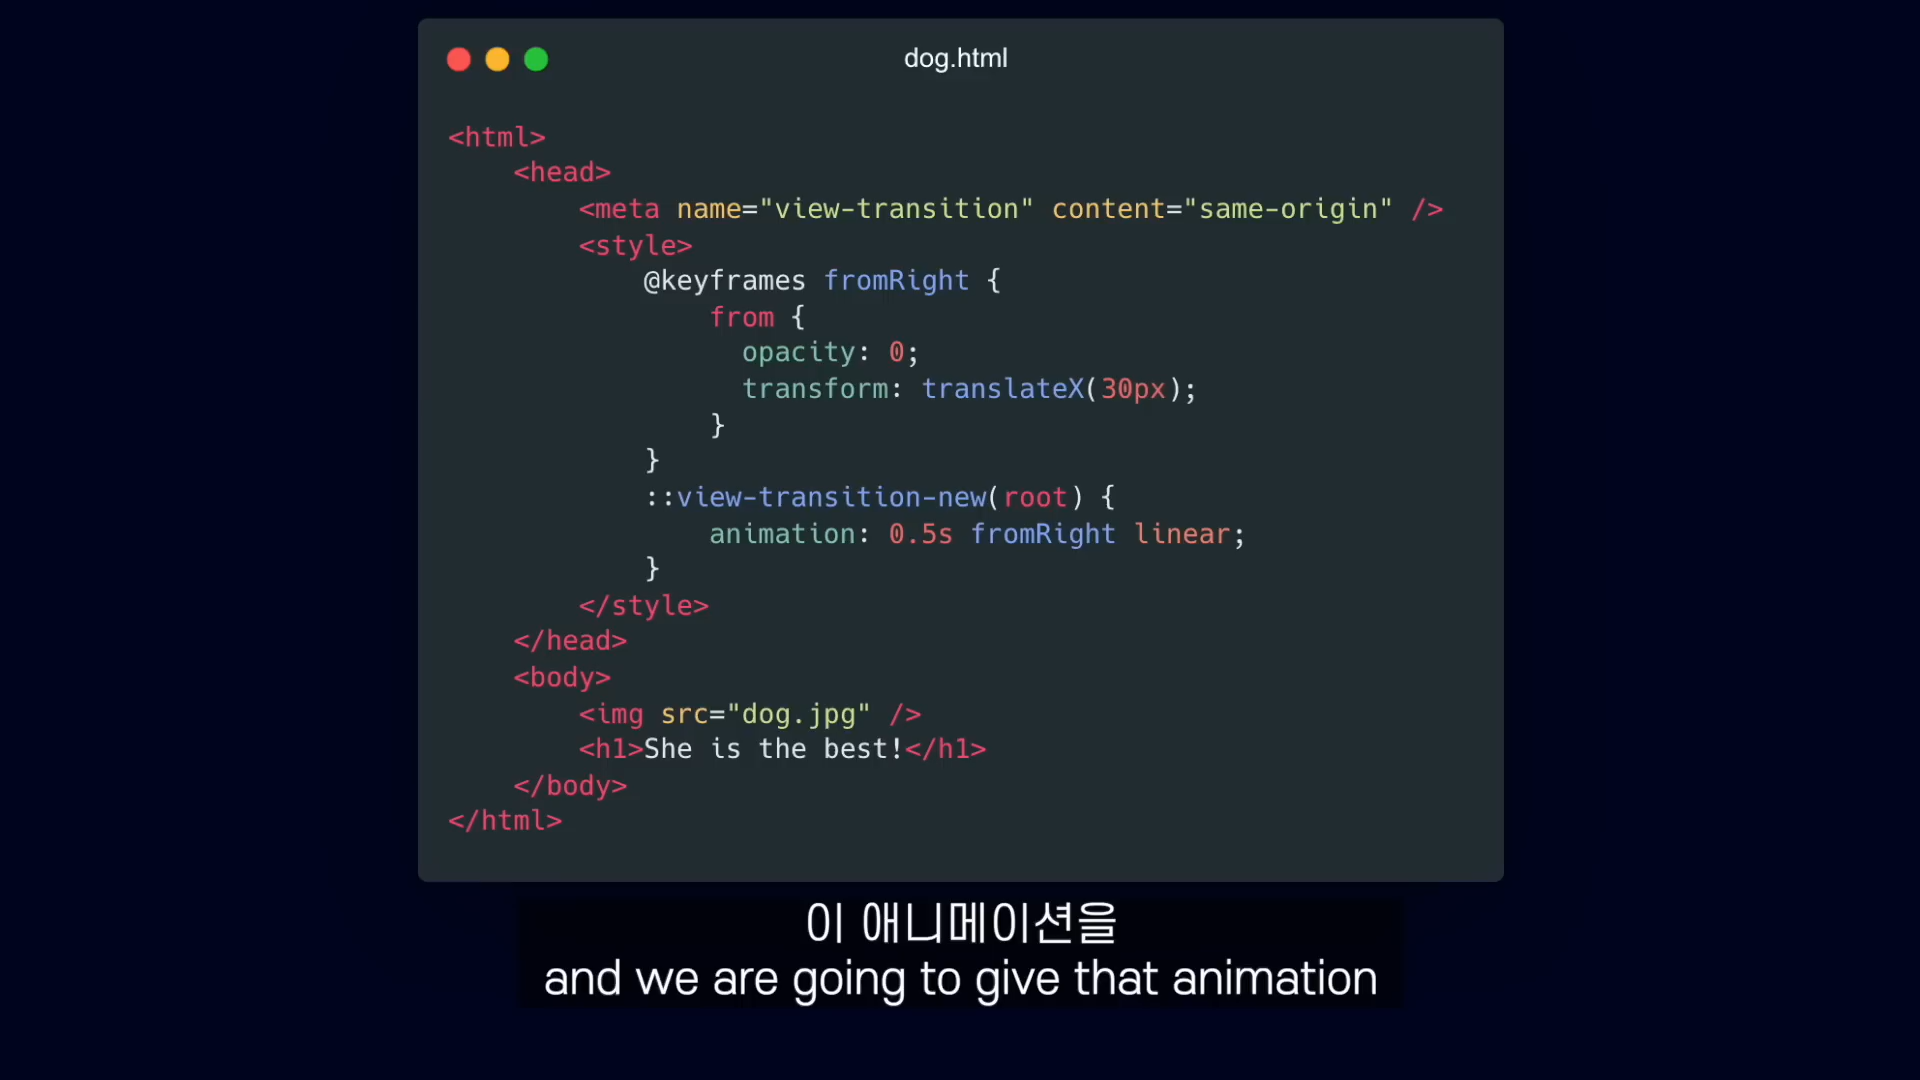 dog.html
<html>
    <head>
        <meta name="view-transition" content="same-origin" />
        <style>
            @keyframes fromRight {
                from {
                  opacity: 0;
                  transform: translateX(30px);
                }
            }
            ::view-transition-new(root) {
                animation: 0.5s fromRight linear;
            }
        </style>
    </head>
    <body>
        <img src="dog.jpg" />
        <h1>She is the best!</h1>
    </body>
</html>
이 애니메이션을
and we are going to give that animation